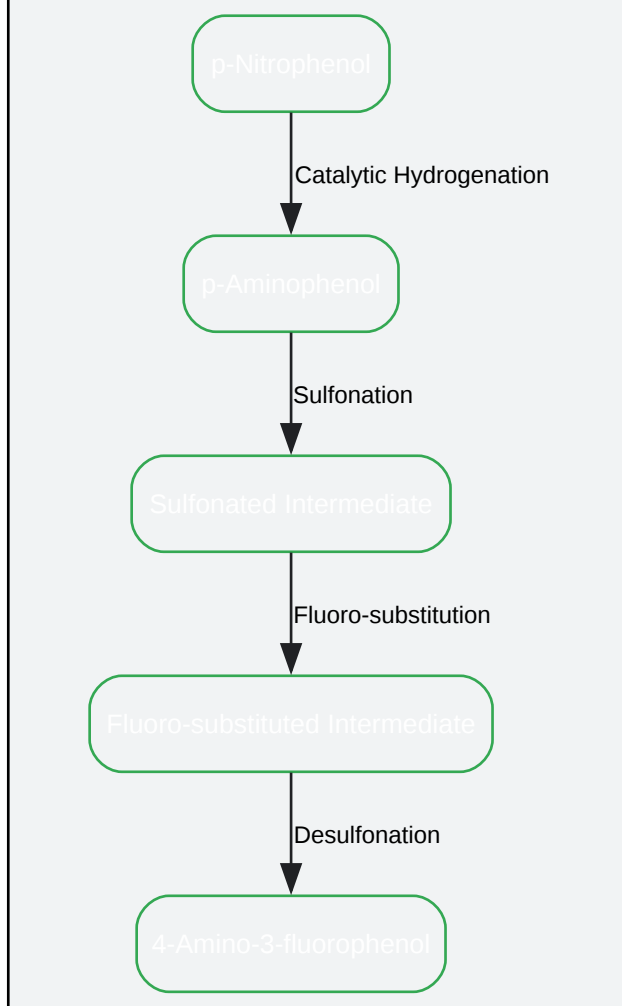 p-Nitrophenol
Catalytic Hydrogenation
p-Aminophenol
Sulfonation
Sulfonated Intermediate
Fluoro-substitution
Fluoro-substituted Intermediate
Desulfonation
4-Amino-3-fluorophenol